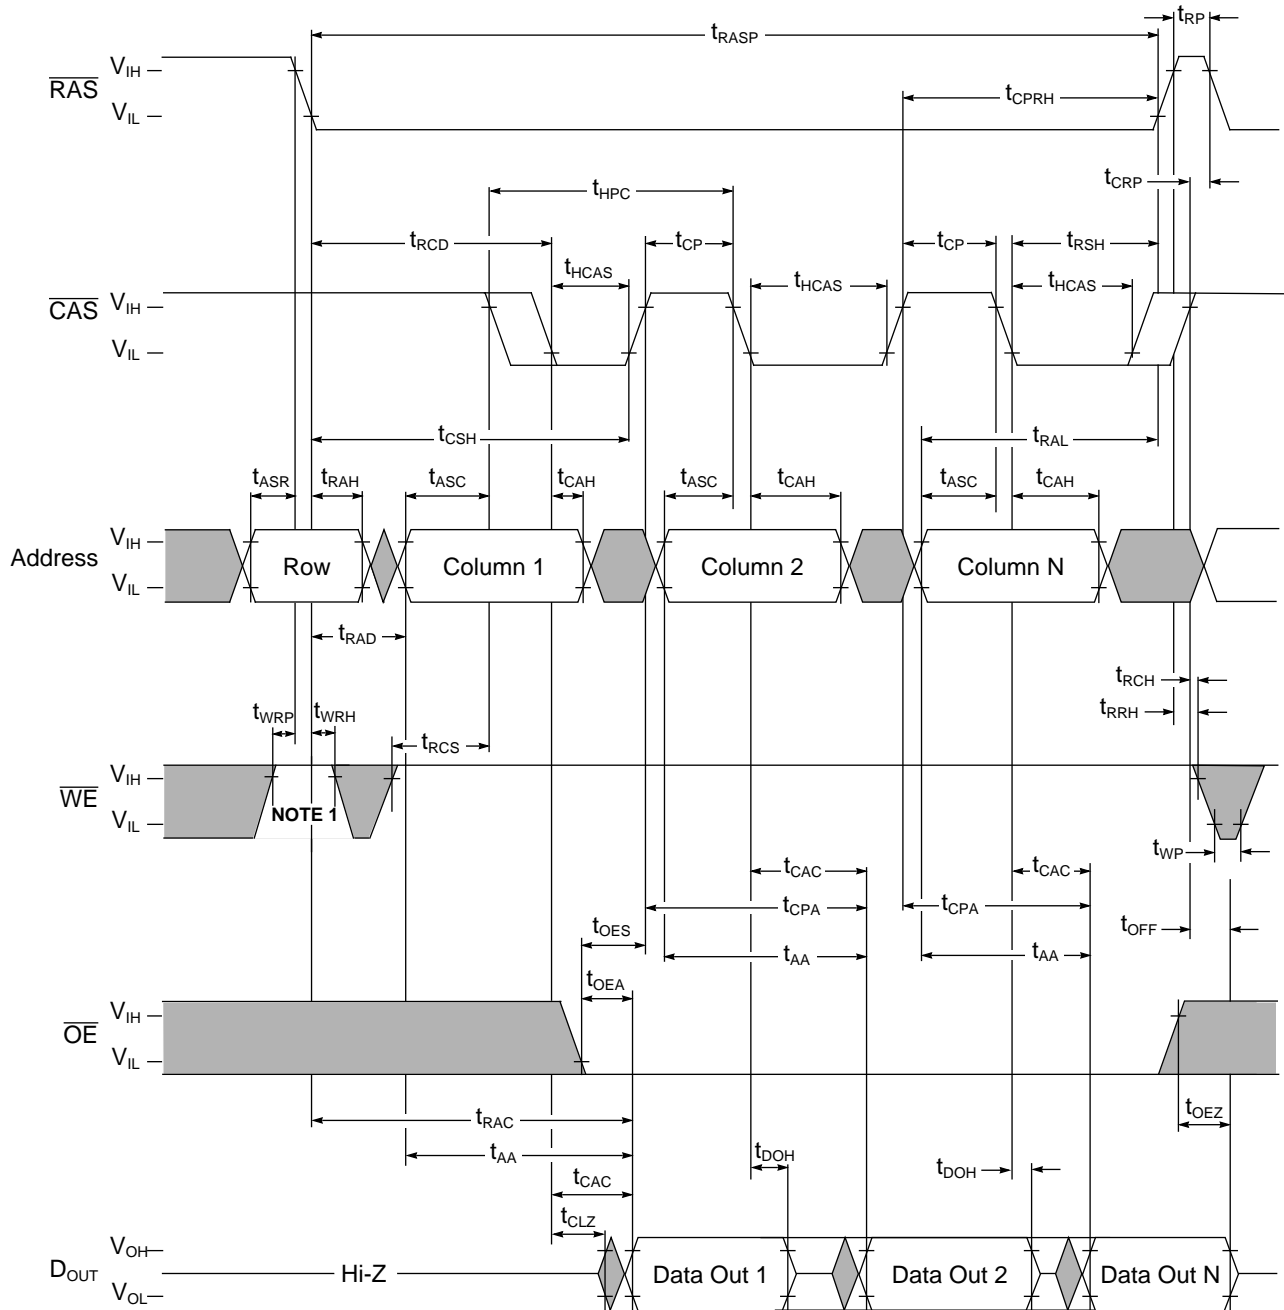 tRP
tRASP
VIH
RAS
VIL
tCPRH
tCRP
tHPC
tRCD
tCP
tCP
tRSH
tHCAS
tHCAS
tHCAS
VIH
CAS
VIL
tCSH
tRAL
tASR
tRAH
tASC
tCAH
tASC
tCAH
tASC
tCAH
VIH
Address
Row
Column 1
Column 2
Column N
VIL
tRAD
tRCH
tWRP
tWRH
tRRH
tRCS
VIH
WE
NOTE 1
VIL
tWP
tCAC
tCAC
tCPA
tCPA
tOES
tOFF
tAA
tAA
tOEA
VIH
OE
VIL
tRAC
tOEZ
tAA
tDOH
tDOH
tCAC
tCLZ
VOH
DOUT
Hi-Z
Data Out 1
Data Out 2
Data Out N
VOL